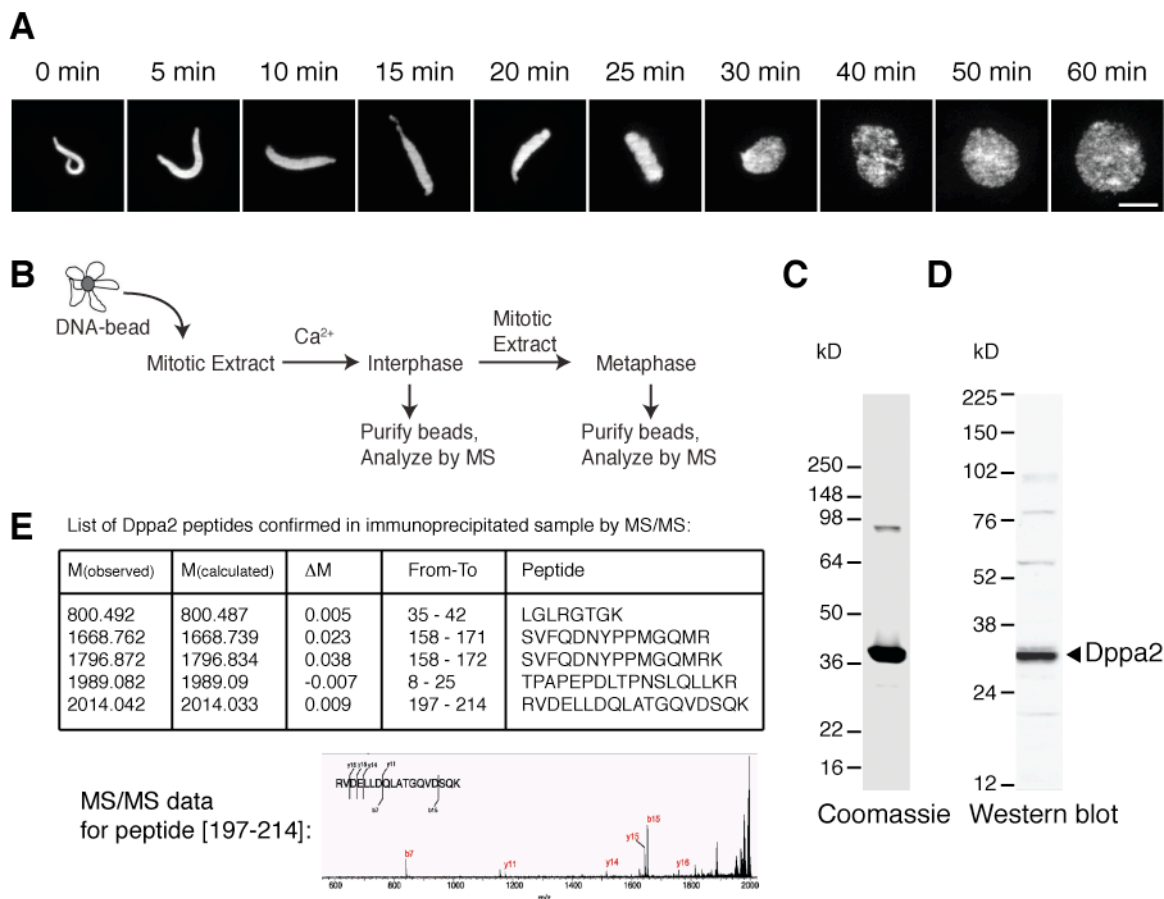 A
0 min 5 min 10 min 15 min 20 min 25 min 30 min 40 min 50 min 60 min
B
DNA-bead
Mitotic Extract
Ca2+
Interphase
Mitotic
Extract
Metaphase
Purify beads,
Analyze by MS
Purify beads,
Analyze by MS
C
kD
250
148
98
64
50
36
22
16
Coomassie
D
kD
225
150
102
76
52
38
24
12
Dppa2
Western blot
E
List of Dppa2 peptides confirmed in immunoprecipitated sample by MS/MS:
M(observed) M(calculated) ΔM From-To Peptide
800.492 800.487 0.005 35 - 42 LGLRGTGK
1668.762 1668.739 0.023 158 - 171 SVFQDNYPPMGQMR
1796.872 1796.834 0.038 158 - 172 SVFQDNYPPMGQMRK
1989.082 1989.09 -0.007 8 - 25 TPAPEPDLTPNSLQLLKR
2014.042 2014.033 0.009 197 - 214 RVDELLDQLATGQVDSQK
MS/MS data
for peptide [197-214]:
y16 y15 y14 y11
RVDELLDQLATGQVDSQK
b7 b15
b7 y11 y14 y15 b15 y16
600 800 1000 1200 1400 1600 1800 2000
m/z